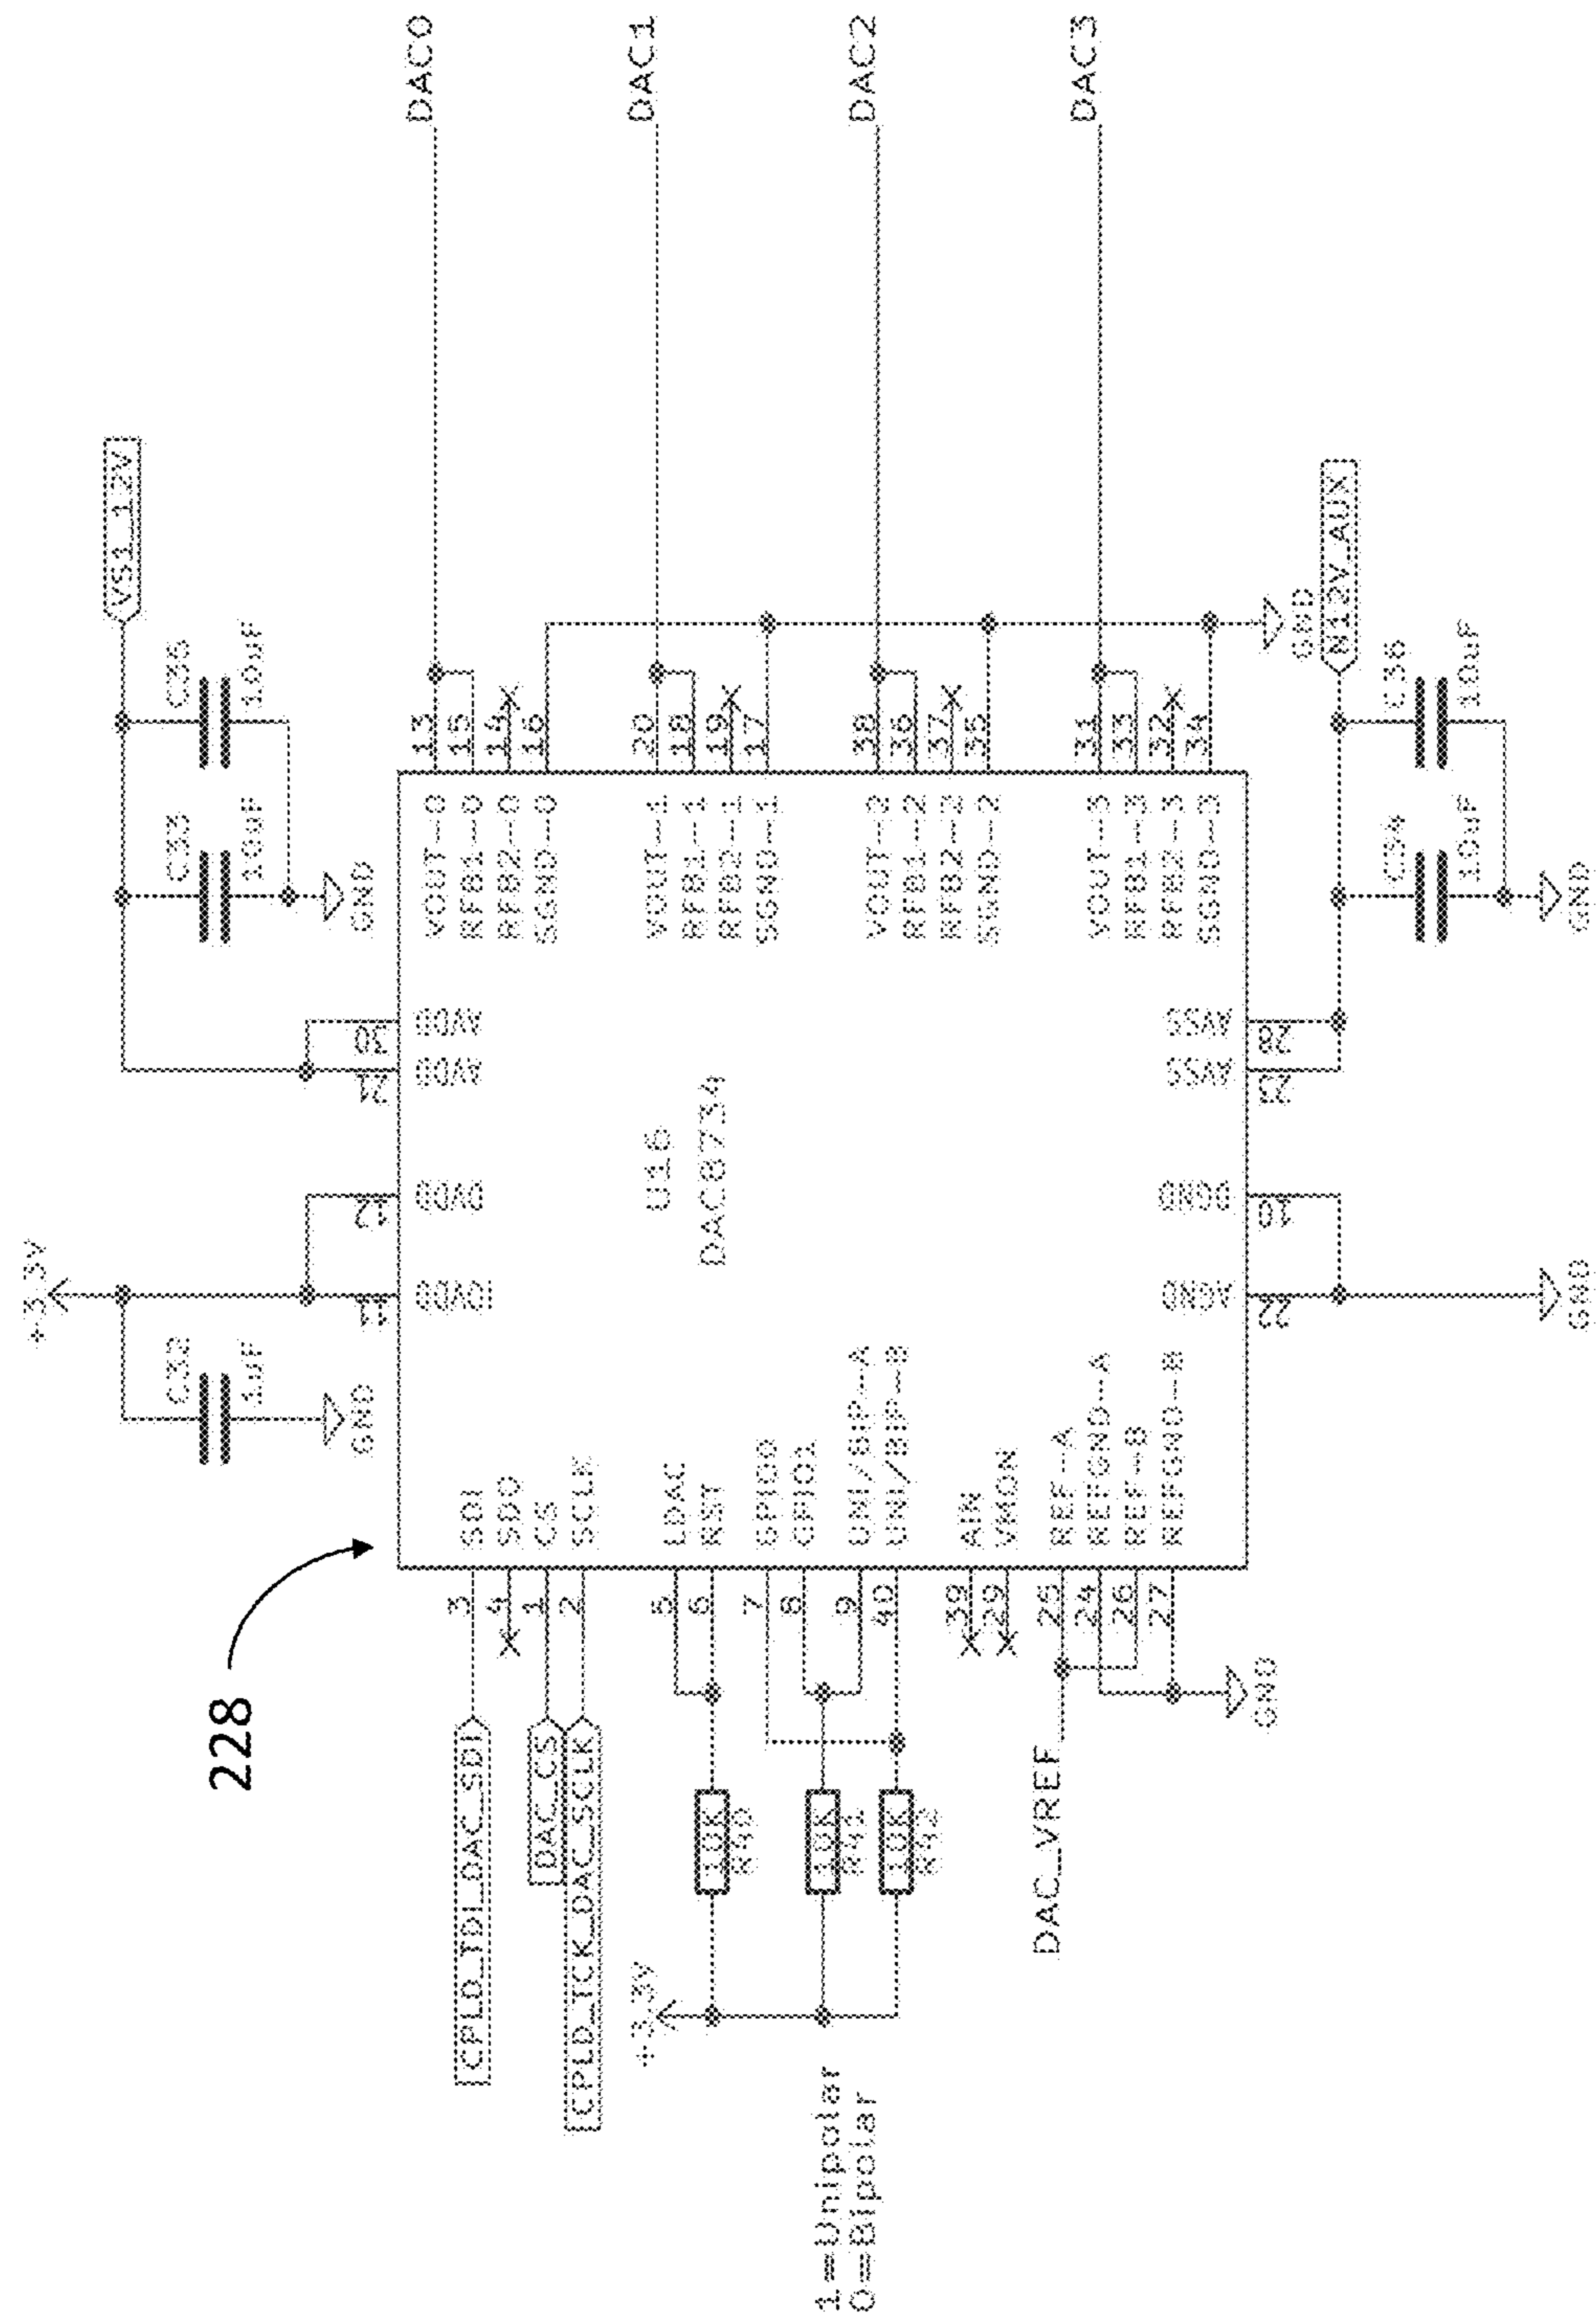 228
+3.3V
C32
1uF
GND
VS1_12V
C33
10uF
C35
10uF
GND
11
12
21
30
IOVDD
DVDD
AVDD
AVDD
CPLD_TDI_DAC_SDI
DAC_CS
CPLD_TCK_DAC_SCLK
3
4
1
2
SDI
SDO
CS
SCLK
+3.3V
10K
R40
10K
R41
10K
R42
1=Unipolar
0=Bipolar
5
6
7
8
9
40
LDAC
RST
GPIO0
GPIO1
UNI/BIP-A
UNI/BIP-B
39
29
AIN
VMON
DAC_VREF
25
24
26
27
REF-A
REFGND-A
REF-B
REFGND-B
GND
U16
DAC8734
VOUT-0
RFB1-0
RFB2-0
SGND-0
13
15
14
16
DAC0
VOUT-1
RFB1-1
RFB2-1
SGND-1
20
18
19
17
DAC1
VOUT-2
RFB1-2
RFB2-2
SGND-2
38
36
37
35
DAC2
VOUT-3
RFB1-3
RFB2-3
SGND-3
31
33
32
34
DAC3
GND
AGND
DGND
AVSS
AVSS
22
10
23
28
GND
N12V_AUX
C34
10uF
C36
10uF
GND